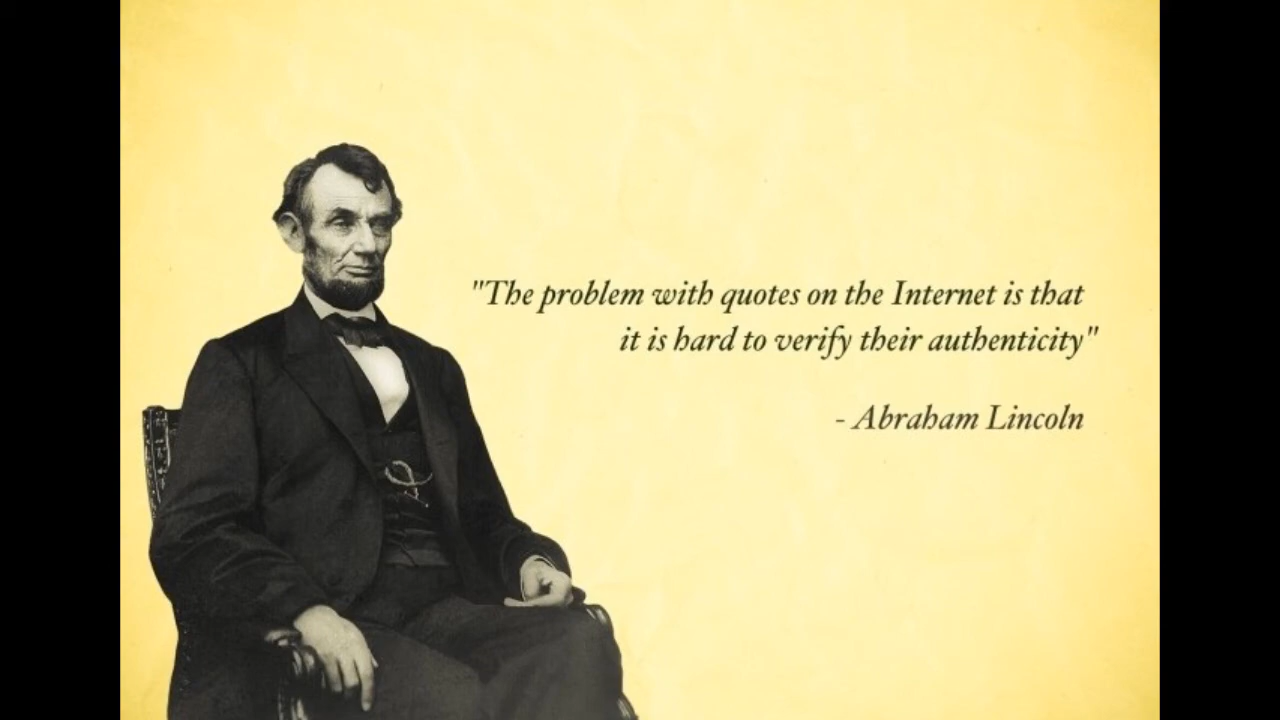 "The problem with quotes on the Internet is that
it is hard to verify their authenticity"
- Abraham Lincoln